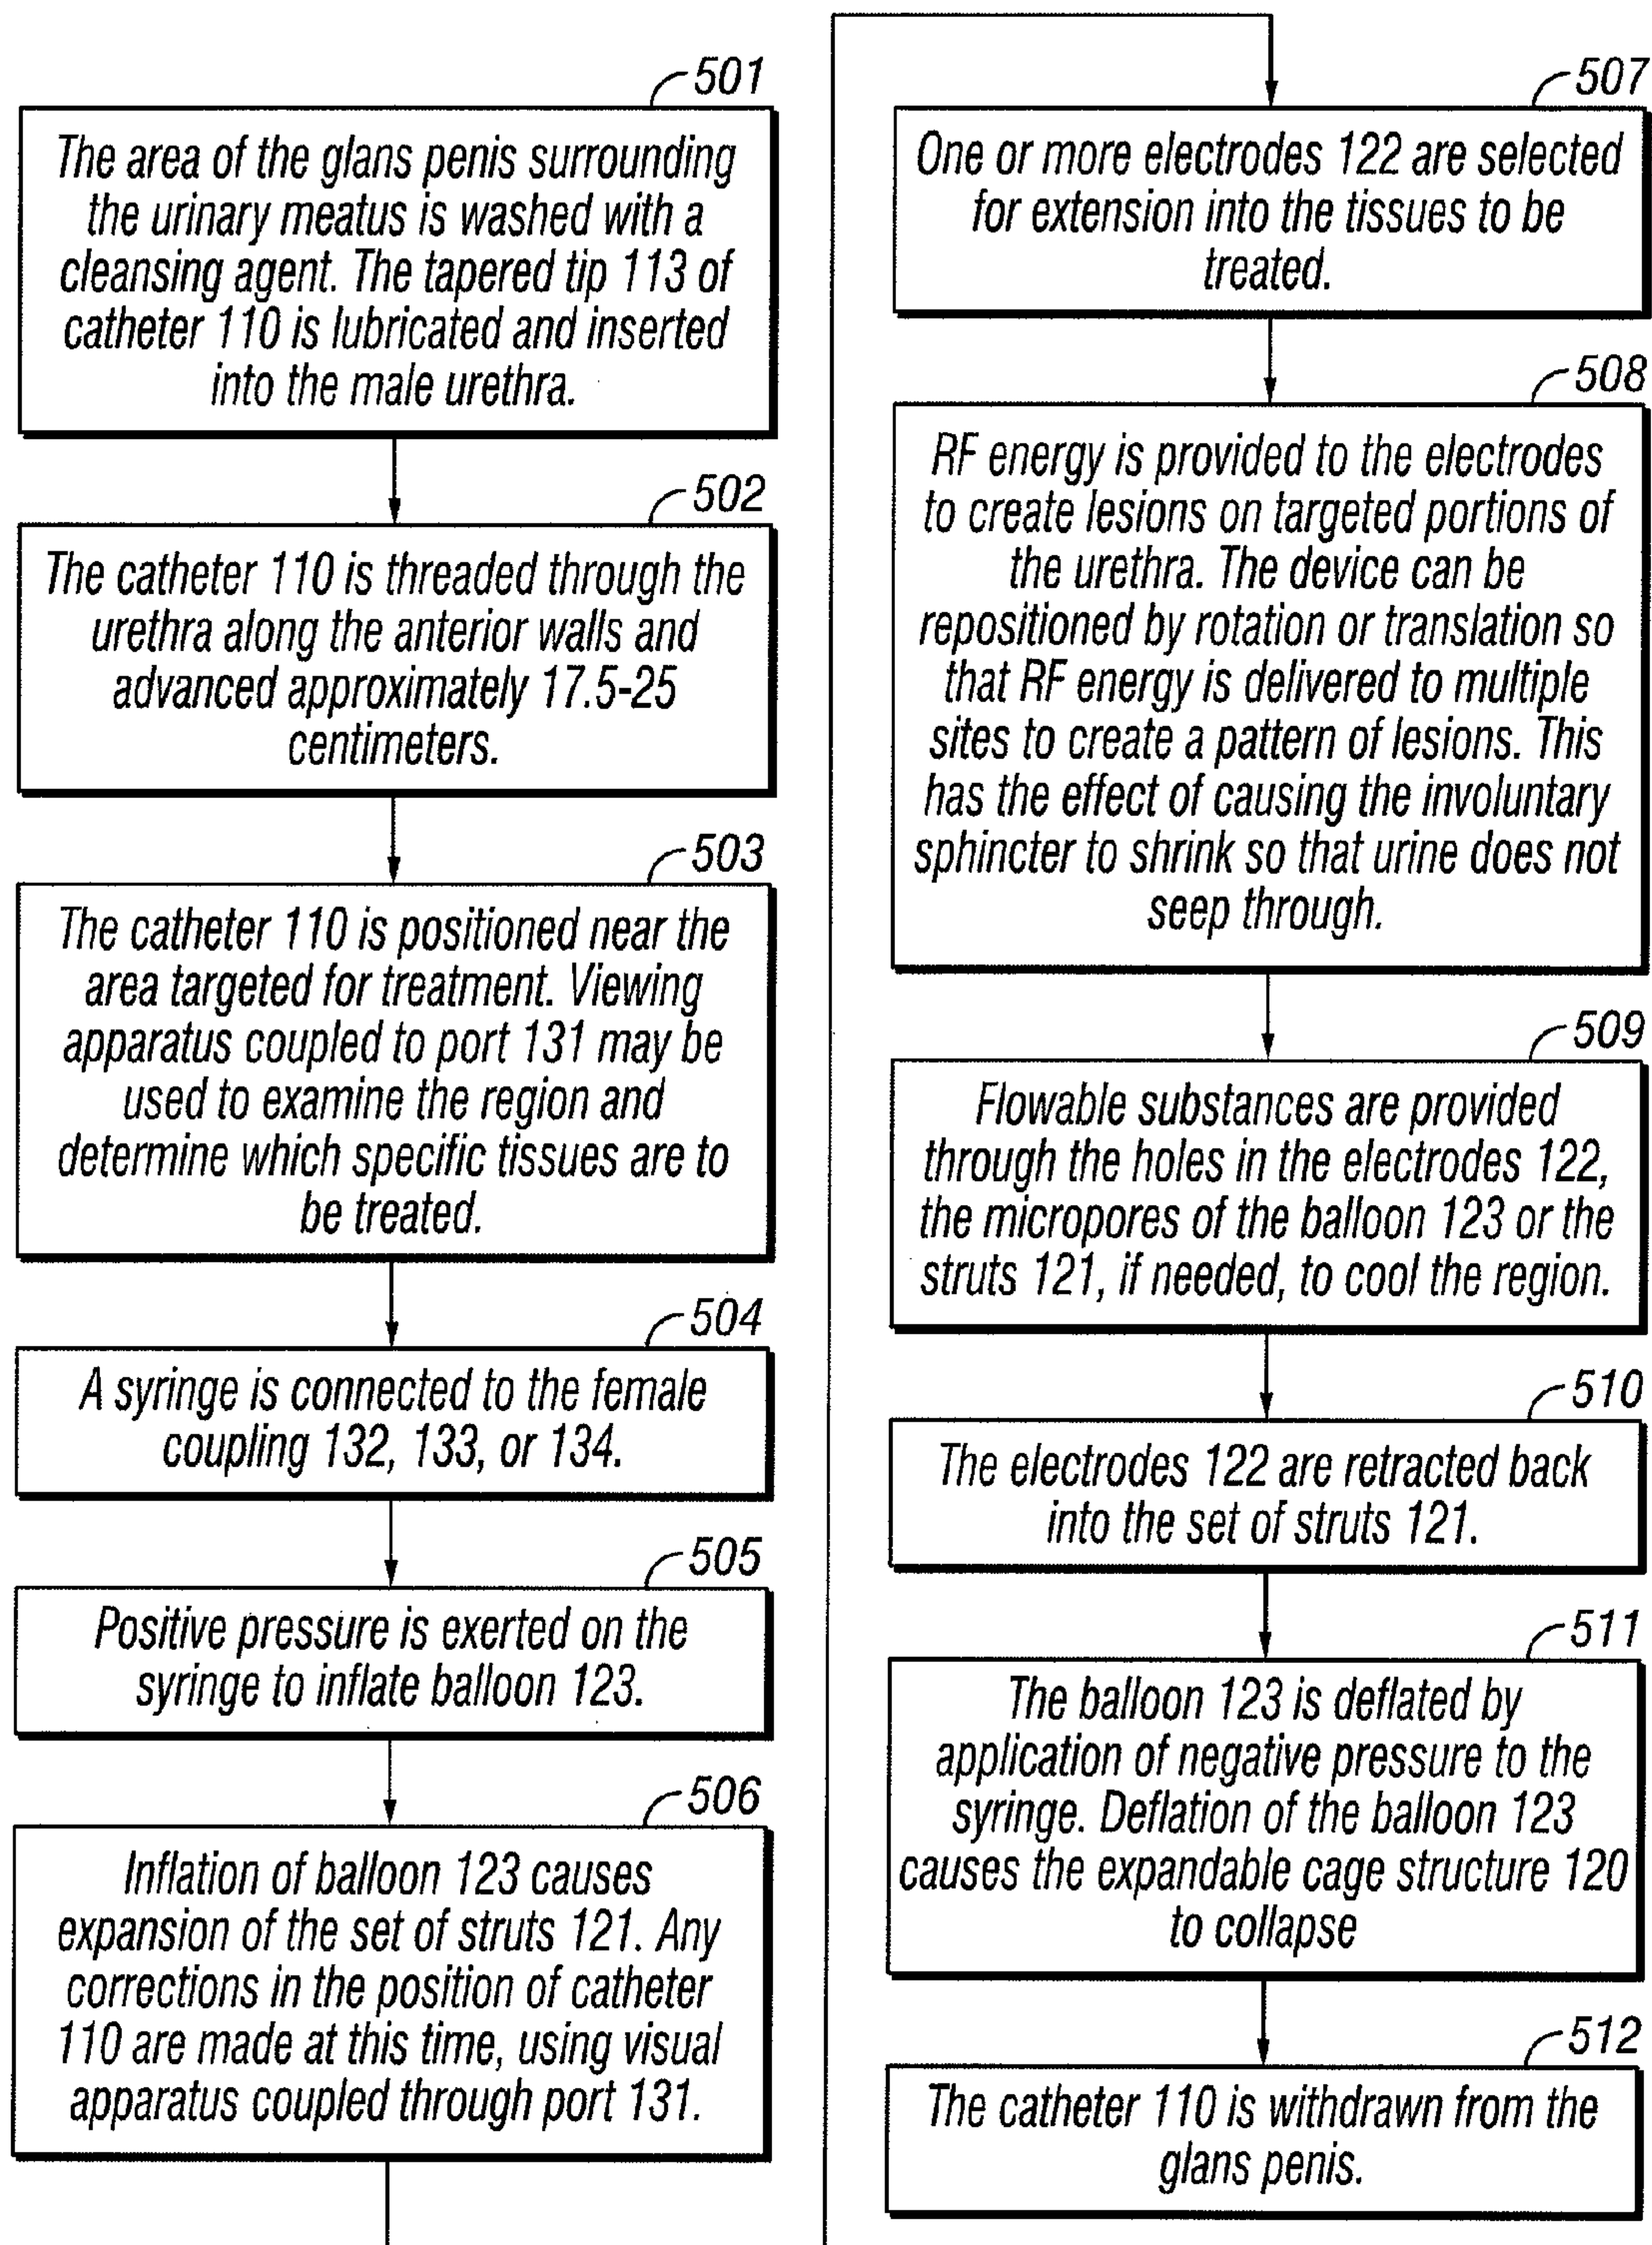 501
The area of the glans penis surrounding
the urinary meatus is washed with a
cleansing agent. The tapered tip 113 of
catheter 110 is lubricated and inserted
into the male urethra.
502
The catheter 110 is threaded through the
urethra along the anterior walls and
advanced approximately 17.5-25
centimeters.
503
The catheter 110 is positioned near the
area targeted for treatment. Viewing
apparatus coupled to port 131 may be
used to examine the region and
determine which specific tissues are to
be treated.
504
A syringe is connected to the female
coupling 132, 133, or 134.
505
Positive pressure is exerted on the
syringe to inflate balloon 123.
506
Inflation of balloon 123 causes
expansion of the set of struts 121. Any
corrections in the position of catheter
110 are made at this time, using visual
apparatus coupled through port 131.
507
One or more electrodes 122 are selected
for extension into the tissues to be
treated.
508
RF energy is provided to the electrodes
to create lesions on targeted portions of
the urethra. The device can be
repositioned by rotation or translation so
that RF energy is delivered to multiple
sites to create a pattern of lesions. This
has the effect of causing the involuntary
sphincter to shrink so that urine does not
seep through.
509
Flowable substances are provided
through the holes in the electrodes 122,
the micropores of the balloon 123 or the
struts 121, if needed, to cool the region.
510
The electrodes 122 are retracted back
into the set of struts 121.
511
The balloon 123 is deflated by
application of negative pressure to the
syringe. Deflation of the balloon 123
causes the expandable cage structure 120
to collapse
512
The catheter 110 is withdrawn from the
glans penis.